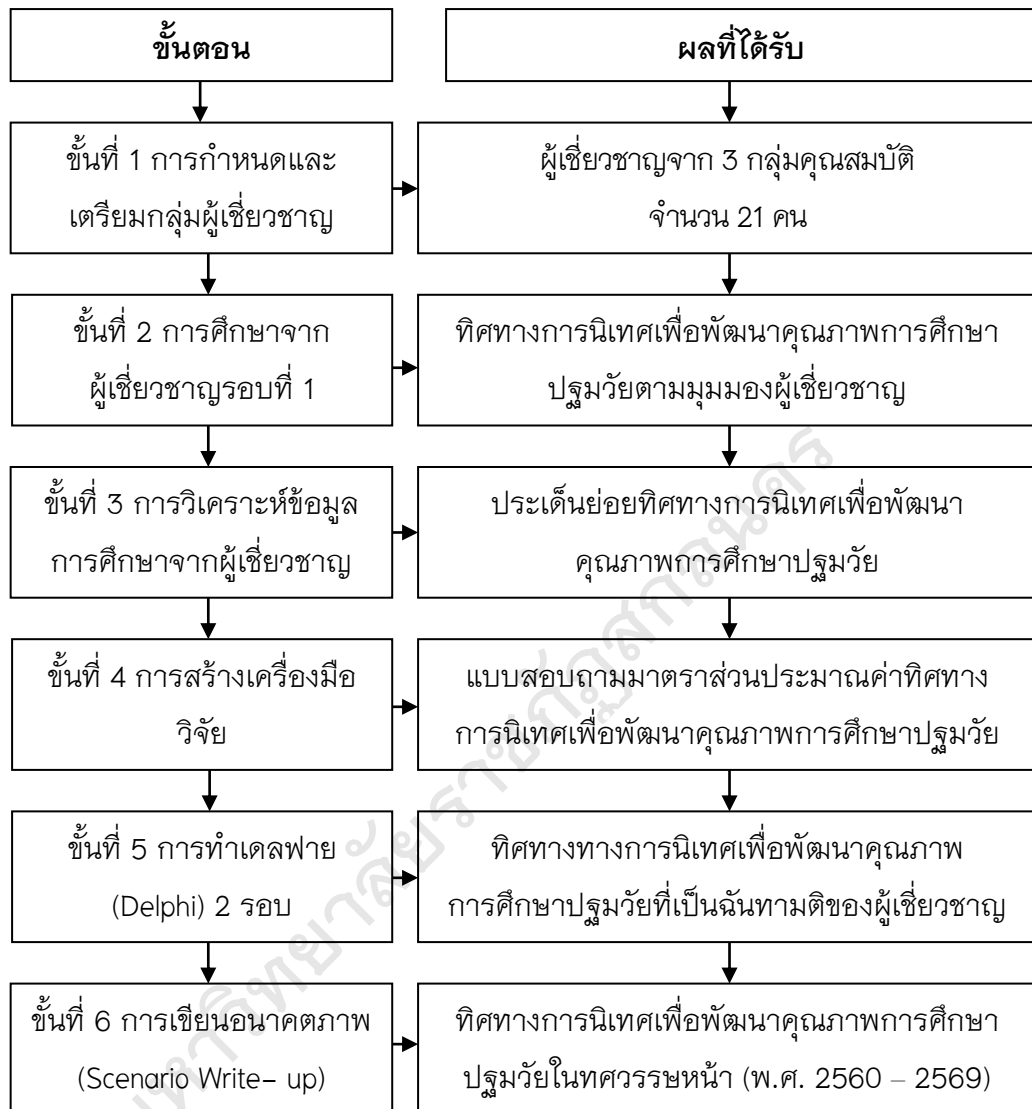 ขั้นตอน
ผลที่ได้รับ
ขั้นที่ 1 การกำหนดและ
เตรียมกลุ่มผู้เชี่ยวชาญ
ผู้เชี่ยวชาญจาก 3 กลุ่มคุณสมบัติ
จำนวน 21 คน
ขั้นที่ 2 การศึกษาจาก
ผู้เชี่ยวชาญรอบที่ 1
ทิศทางการนิเทศเพื่อพัฒนาคุณภาพการศึกษา
ปฐมวัยตามมุมมองผู้เชี่ยวชาญ
ขั้นที่ 3 การวิเคราะห์ข้อมูล
การศึกษาจากผู้เชี่ยวชาญ
ประเด็นย่อยทิศทางการนิเทศเพื่อพัฒนา
คุณภาพการศึกษาปฐมวัย
ขั้นที่ 4 การสร้างเครื่องมือ
วิจัย
แบบสอบถามมาตราส่วนประมาณค่าทิศทาง
การนิเทศเพื่อพัฒนาคุณภาพการศึกษาปฐมวัย
ขั้นที่ 5 การทำเดลฟาย
(Delphi) 2 รอบ
ทิศทางทางการนิเทศเพื่อพัฒนาคุณภาพ
การศึกษาปฐมวัยที่เป็นฉันทามติของผู้เชี่ยวชาญ
ขั้นที่ 6 การเขียนอนาคตภาพ
(Scenario Write– up)
ทิศทางการนิเทศเพื่อพัฒนาคุณภาพการศึกษา
ปฐมวัยในทศวรรษหน้า (พ.ศ. 2560 – 2569)